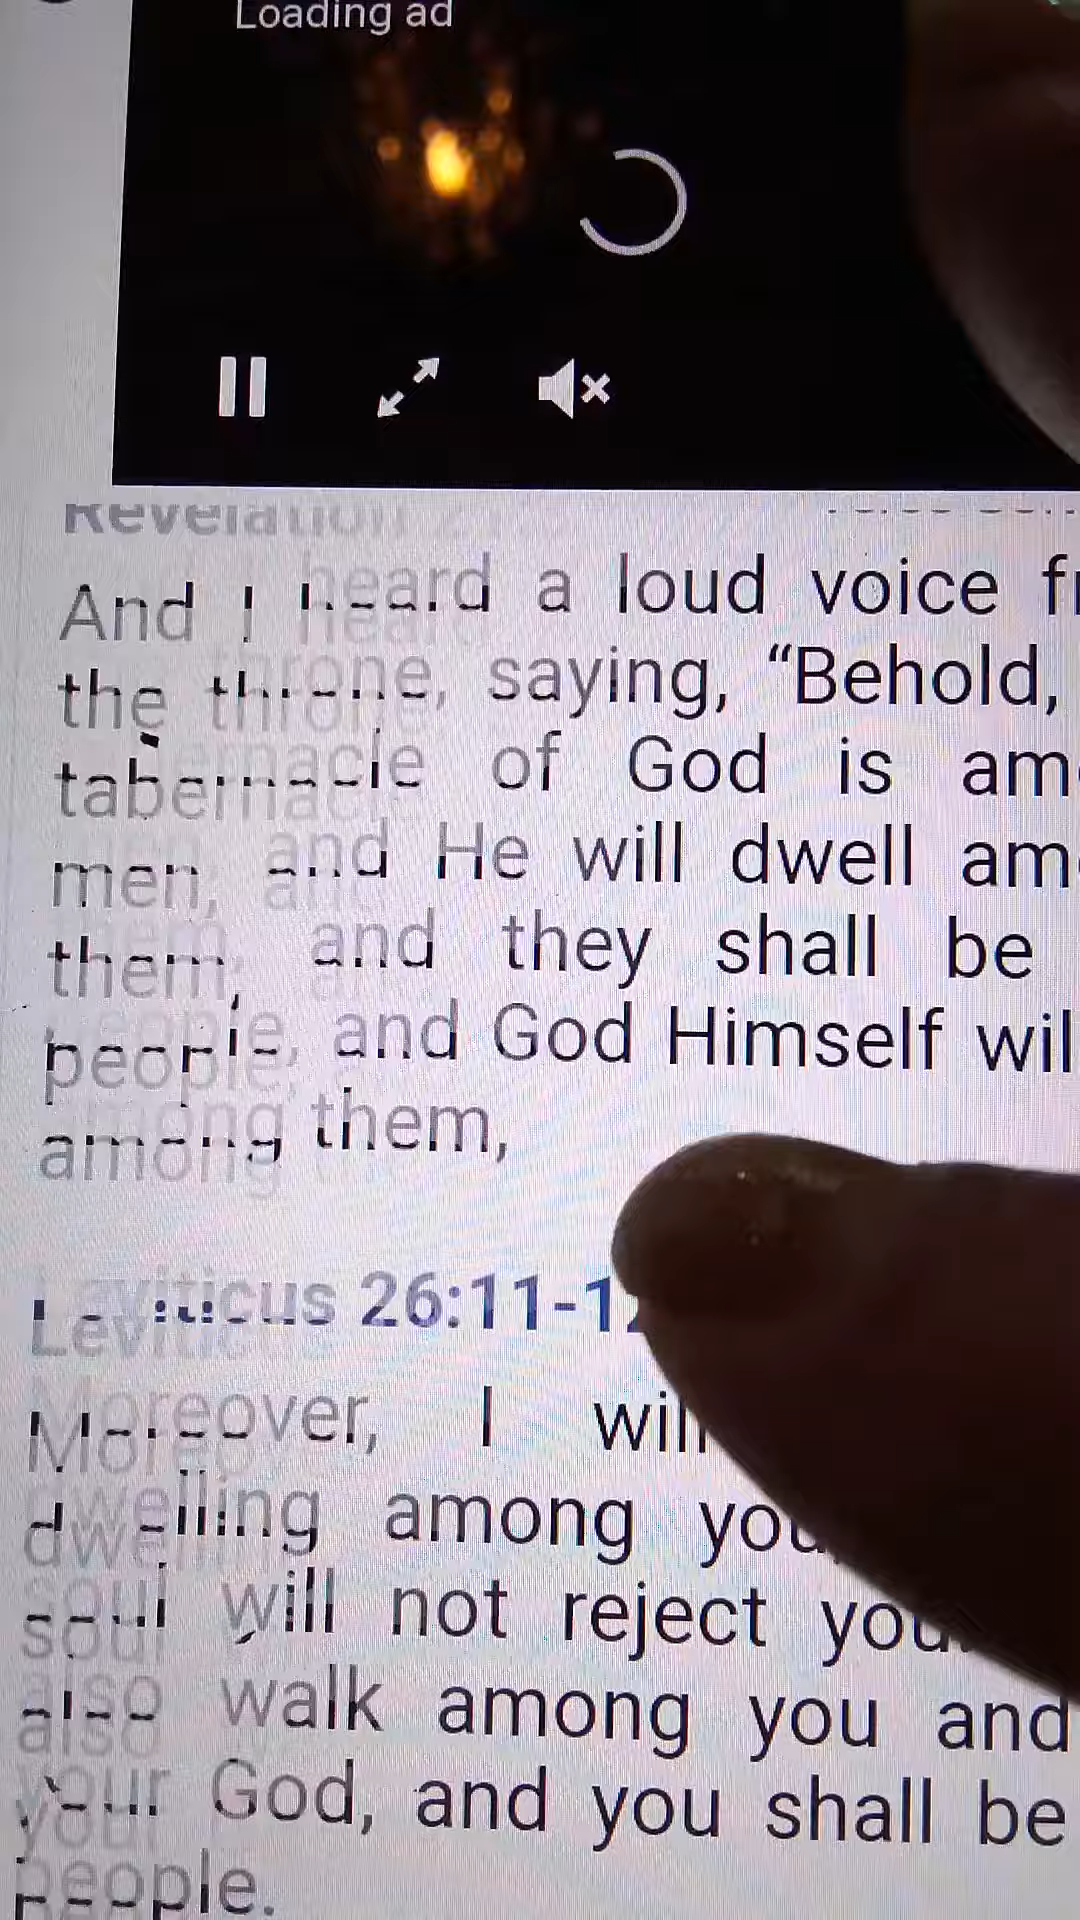 Loading ad
Revelation
And I heard a loud voice
the throne, saying, “Behold,
tabernacle of God is
men, and He will dwell
them, and they shall be
people, and God Himself
among them,
Leviticus 26:11-
Moreover, I will
dwelling among
soul will not reject
also walk among you and
your God, and you shall be
people.